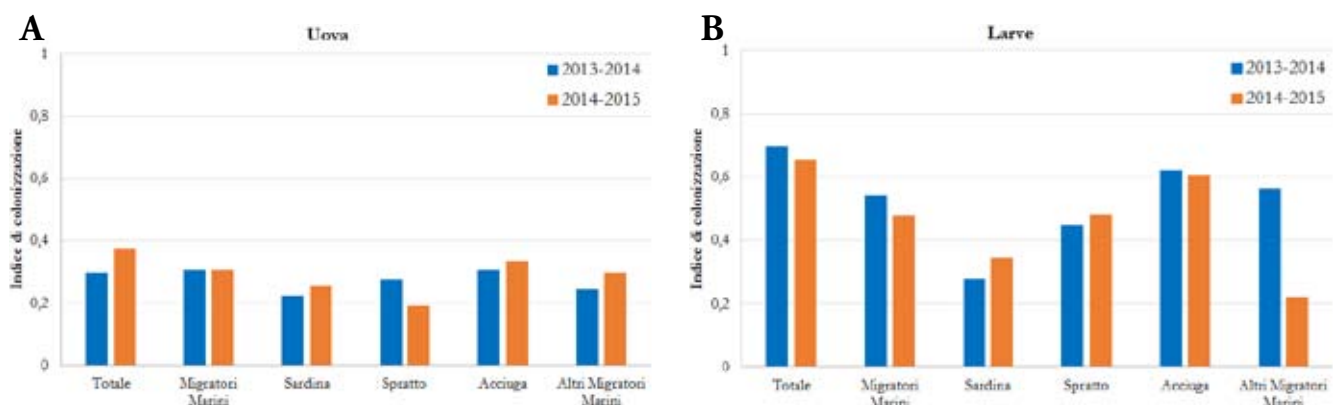 A
Uova
1
0,8
0,6
0,4
0,2
0
Indice di colonizzazione
2013-2014
2014-2015
Totale
Migratori
Marini
Sardina
Spratto
Acciuga
Altri Migratori
Marini
B
Larve
1
0,8
0,6
0,4
0,2
0
Indice di colonizzazione
2013-2014
2014-2015
Totale
Migratori
Marini
Sardina
Spratto
Acciuga
Altri Migratori
Marini